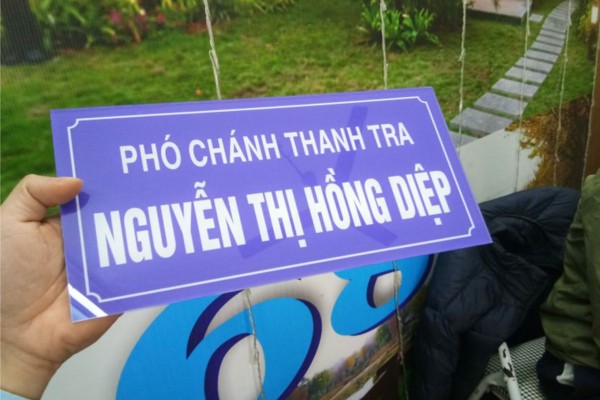 PHÓ CHÁNH THANH TRA
NGUYỄN THỊ HỒNG DIỆP